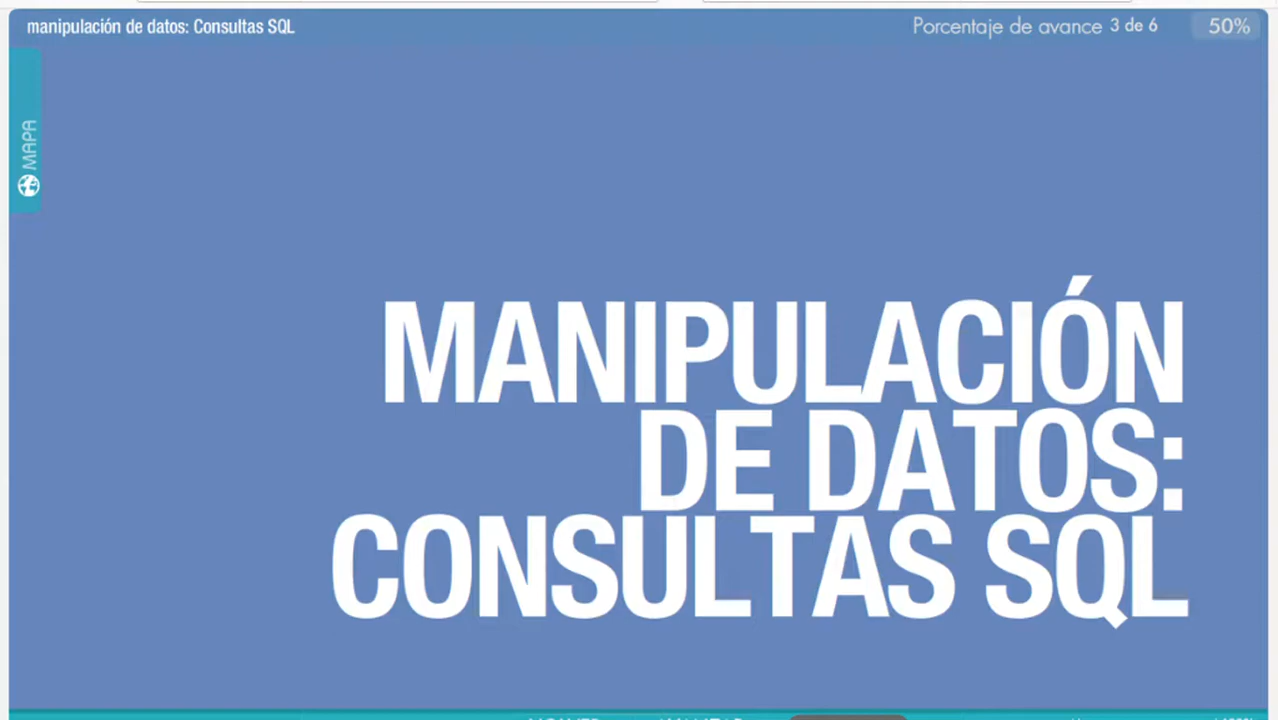 manipulación de datos: Consultas SQL
Porcentaje de avance 3 de 6 50%
MAPA
MANIPULACIÓN
DE DATOS:
CONSULTAS SQL